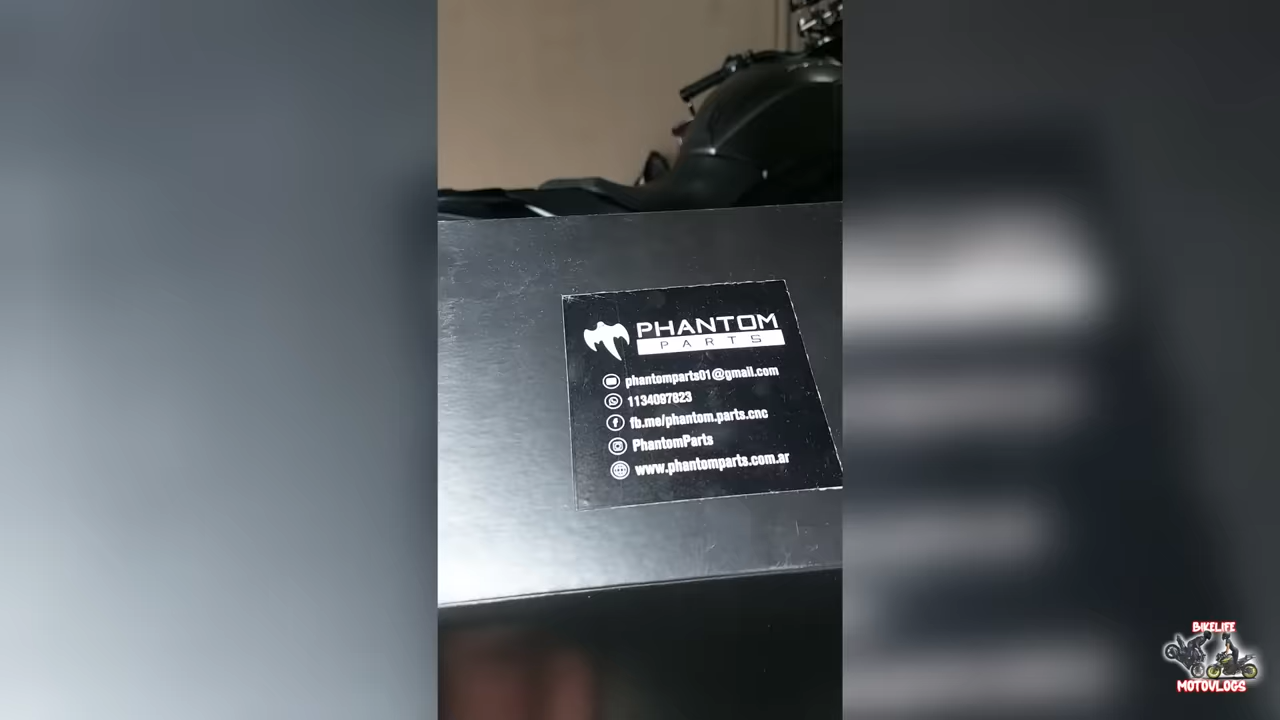 PHANTOM
PARTS
phantomparts01@gmail.com
1134097823
fb.me/phantom.parts.cnc
PhantomParts
www.phantomparts.com.ar
BIKELIFE
MOTOVLOGS